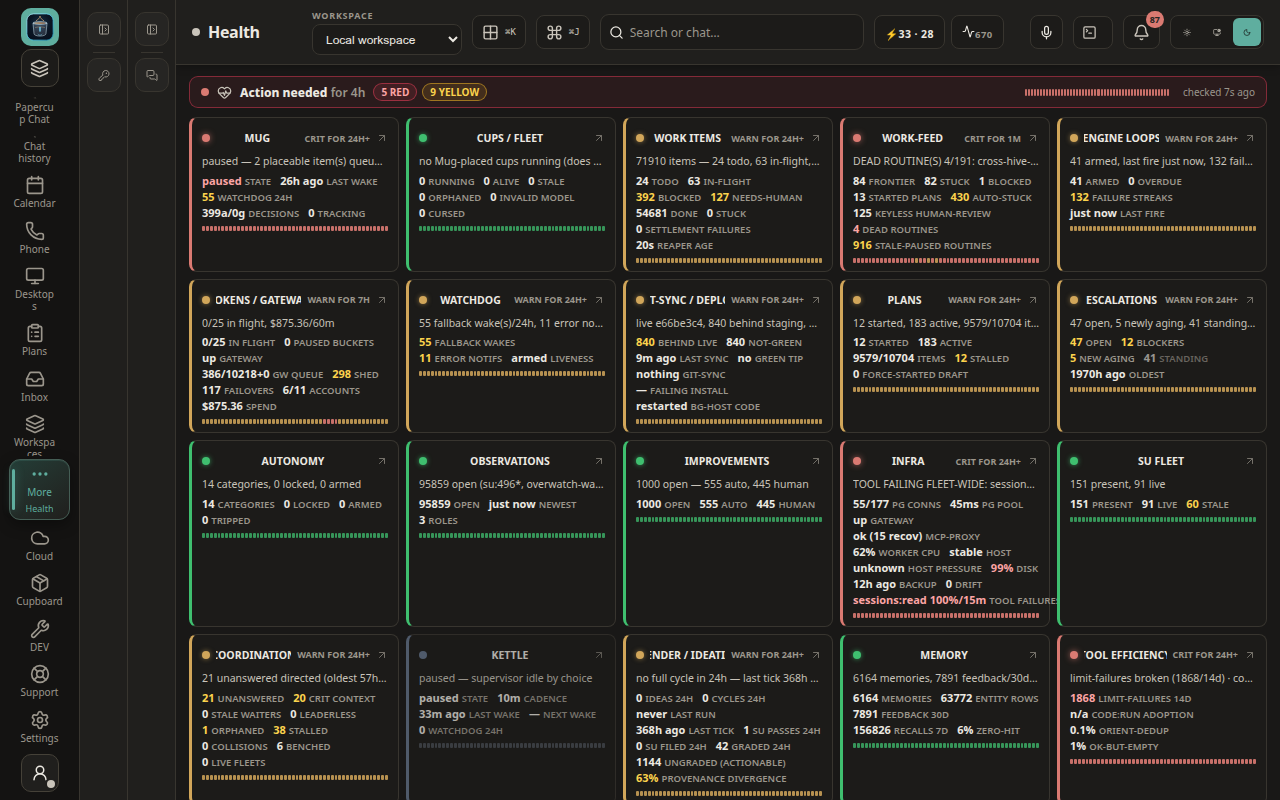 Papercu
p Chat
Chat
history
Calendar
Phone
Desktop
s
Plans
Inbox
Workspa
ces
More
Health
Cloud
Cupboard
DEV
Support
Settings
Health
WORKSPACE
Local workspace
⌘K
⌘J
Search or chat...
⚡33 · 28
670
87
Action needed for 4h 5 RED 9 YELLOW
checked 7s ago
MUG CRIT FOR 24H+
paused — 2 placeable item(s) queu...
paused STATE 26h ago LAST WAKE
55 WATCHDOG 24H
399a/0g DECISIONS 0 TRACKING
CUPS / FLEET
no Mug-placed cups running (does ...
0 RUNNING 0 ALIVE 0 STALE
0 ORPHANED 0 INVALID MODEL
0 CURSED
WORK ITEMS WARN FOR 24H+
71910 items — 24 todo, 63 in-flight,...
24 TODO 63 IN-FLIGHT
392 BLOCKED 127 NEEDS-HUMAN
54681 DONE 0 STUCK
0 SETTLEMENT FAILURES
20s REAPER AGE
WORK-FEED CRIT FOR 1M
DEAD ROUTINE(S) 4/191: cross-hive-...
84 FRONTIER 82 STUCK 1 BLOCKED
13 STARTED PLANS 430 AUTO-STUCK
125 KEYLESS HUMAN-REVIEW
4 DEAD ROUTINES
916 STALE-PAUSED ROUTINES
ENGINE LOOPS WARN FOR 24H+
41 armed, last fire just now, 132 fail...
41 ARMED 0 OVERDUE
132 FAILURE STREAKS
just now LAST FIRE
OKENS / GATEWA WARN FOR 7H
0/25 in flight, $875.36/60m
0/25 IN FLIGHT 0 PAUSED BUCKETS
up GATEWAY
386/10218+0 GW QUEUE 298 SHED
117 FAILOVERS 6/11 ACCOUNTS
$875.36 SPEND
WATCHDOG WARN FOR 24H+
55 fallback wake(s)/24h, 11 error no...
55 FALLBACK WAKES
11 ERROR NOTIFS armed LIVENESS
T-SYNC / DEPLO WARN FOR 24H+
live e66be3c4, 840 behind staging, ...
840 BEHIND LIVE 840 NOT-GREEN
9m ago LAST SYNC no GREEN TIP
nothing GIT-SYNC
— FAILING INSTALL
restarted BG-HOST CODE
PLANS WARN FOR 24H+
12 started, 183 active, 9579/10704 it...
12 STARTED 183 ACTIVE
9579/10704 ITEMS 12 STALLED
0 FORCE-STARTED DRAFT
ESCALATIONS WARN FOR 24H+
47 open, 5 newly aging, 41 standing...
47 OPEN 12 BLOCKERS
5 NEW AGING 41 STANDING
1970h ago OLDEST
AUTONOMY
14 categories, 0 locked, 0 armed
14 CATEGORIES 0 LOCKED 0 ARMED
0 TRIPPED
OBSERVATIONS
95859 open (su:496*, overwatch-wa...
95859 OPEN just now NEWEST
3 ROLES
IMPROVEMENTS
1000 open — 555 auto, 445 human
1000 OPEN 555 AUTO 445 HUMAN
INFRA CRIT FOR 24H+
TOOL FAILING FLEET-WIDE: session...
55/177 PG CONNS 45ms PG POOL
up GATEWAY
ok (15 recov) MCP-PROXY
62% WORKER CPU stable HOST
unknown HOST PRESSURE 99% DISK
12h ago BACKUP 0 DRIFT
sessions:read 100%/15m TOOL FAILURES
SU FLEET
151 present, 91 live
151 PRESENT 91 LIVE 60 STALE
COORDINATION WARN FOR 24H+
21 unanswered directed (oldest 57h...
21 UNANSWERED 20 CRIT CONTEXT
0 STALE WAITERS 0 LEADERLESS
1 ORPHANED 38 STALLED
0 COLLISIONS 6 BENCHED
0 LIVE FLEETS
KETTLE
paused — supervisor idle by choice
paused STATE 10m CADENCE
33m ago LAST WAKE — NEXT WAKE
0 WATCHDOG 24H
ENDER / IDEATI WARN FOR 24H+
no full cycle in 24h — last tick 368h ...
0 IDEAS 24H 0 CYCLES 24H
never LAST RUN
368h ago LAST TICK 1 SU PASSES 24H
0 SU FILED 24H 42 GRADED 24H
1144 UNGRADED (ACTIONABLE)
63% PROVENANCE DIVERGENCE
MEMORY
6164 memories, 7891 feedback/30d...
6164 MEMORIES 63772 ENTITY ROWS
7891 FEEDBACK 30D
156826 RECALLS 7D 6% ZERO-HIT
TOOL EFFICIENCY CRIT FOR 24H+
limit-failures broken (1868/14d) · co...
1868 LIMIT-FAILURES 14D
n/a CODE:RUN ADOPTION
0.1% ORIENT-DEDUP
1% OK-BUT-EMPTY